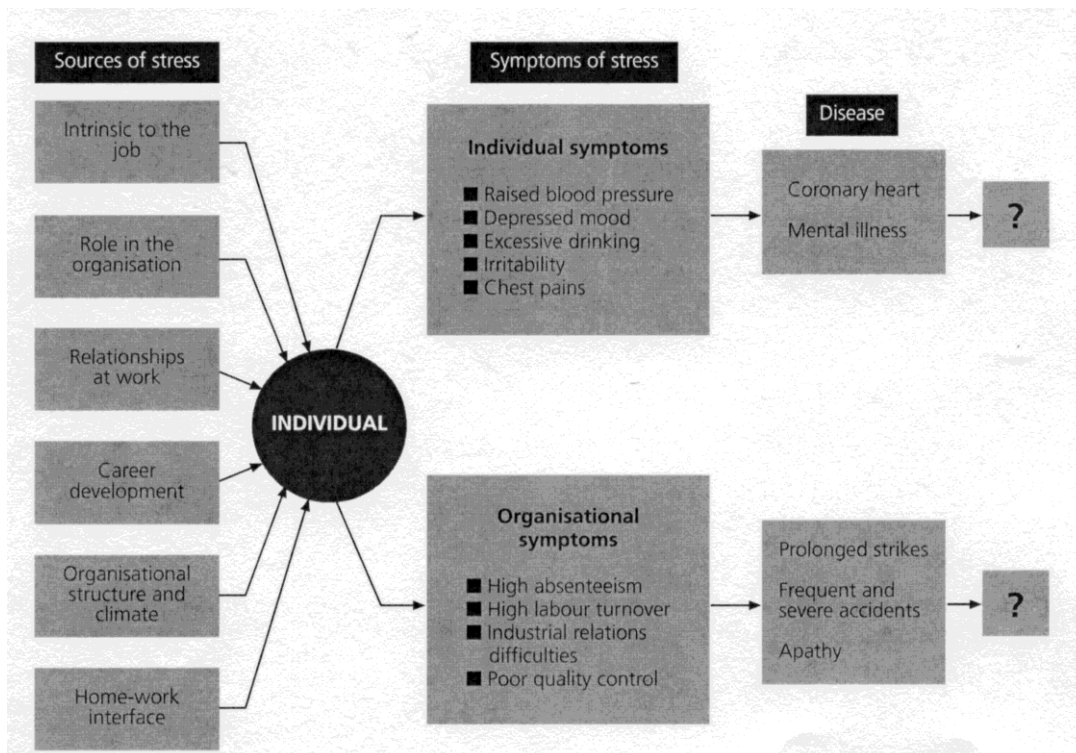 Sources of stress
Intrinsic to the
job
Role in the
organisation
Relationships
at work
Career
development
Organisational
structure and
climate
Home-work
interface
INDIVIDUAL
Symptoms of stress
Individual symptoms
Raised blood pressure
Depressed mood
Excessive drinking
Irritability
Chest pains
Organisational
symptoms
High absenteeism
High labour turnover
Industrial relations
difficulties
Poor quality control
Disease
Coronary heart
Mental illness
?
Prolonged strikes
Frequent and
severe accidents
Apathy
?